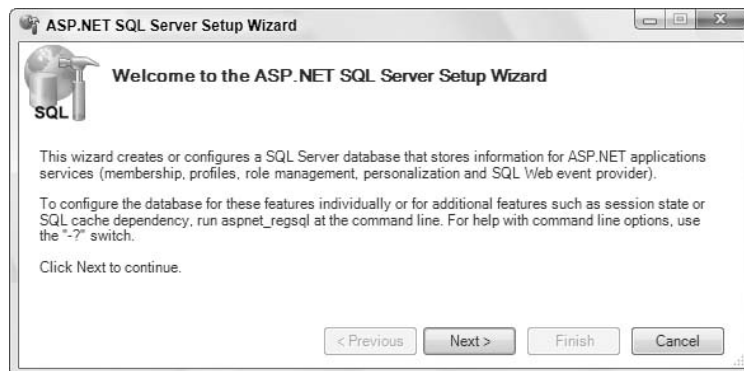 ASP.NET SQL Server Setup Wizard
Welcome to the ASP.NET SQL Server Setup Wizard
SQL
This wizard creates or configures a SQL Server database that stores information for ASP.NET applications
services (membership, profiles, role management, personalization and SQL Web event provider).
To configure the database for these features individually or for additional features such as session state or
SQL cache dependency, run aspnet_regsql at the command line. For help with command line options, use
the "-?" switch.
Click Next to continue.
< Previous Next > Finish Cancel